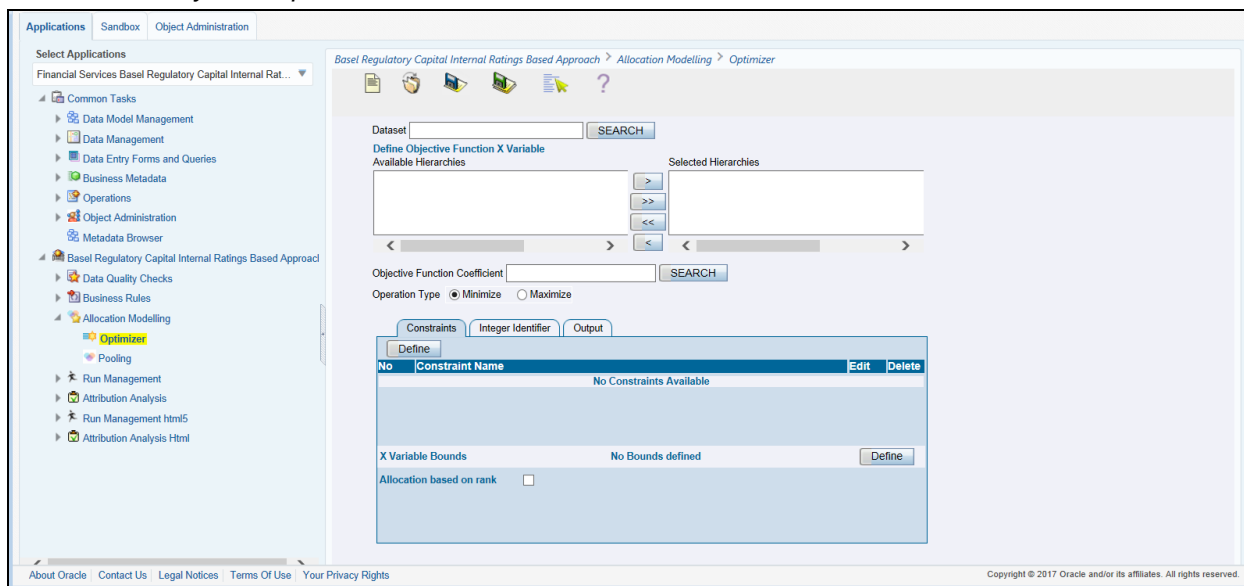 Applications Sandbox Object Administration
Select Applications
Financial Services Basel Regulatory Capital Internal Rat...
Common Tasks
Data Model Management
Data Management
Data Entry Forms and Queries
Business Metadata
Operations
Object Administration
Metadata Browser
Basel Regulatory Capital Internal Ratings Based Approacl
Data Quality Checks
Business Rules
Allocation Modelling
Optimizer
Pooling
Run Management
Attribution Analysis
Run Management html5
Attribution Analysis Html
Basel Regulatory Capital Internal Ratings Based Approach > Allocation Modelling > Optimizer
?
Dataset SEARCH
Define Objective Function X Variable
Available Hierarchies Selected Hierarchies
>
>>
<<
<
Objective Function Coefficient SEARCH
Operation Type Minimize Maximize
Constraints Integer Identifier Output
Define
No Constraint Name Edit Delete
No Constraints Available
X Variable Bounds No Bounds defined Define
Allocation based on rank
About Oracle Contact Us Legal Notices Terms Of Use Your Privacy Rights Copyright © 2017 Oracle and/or its affiliates. All rights reserved.